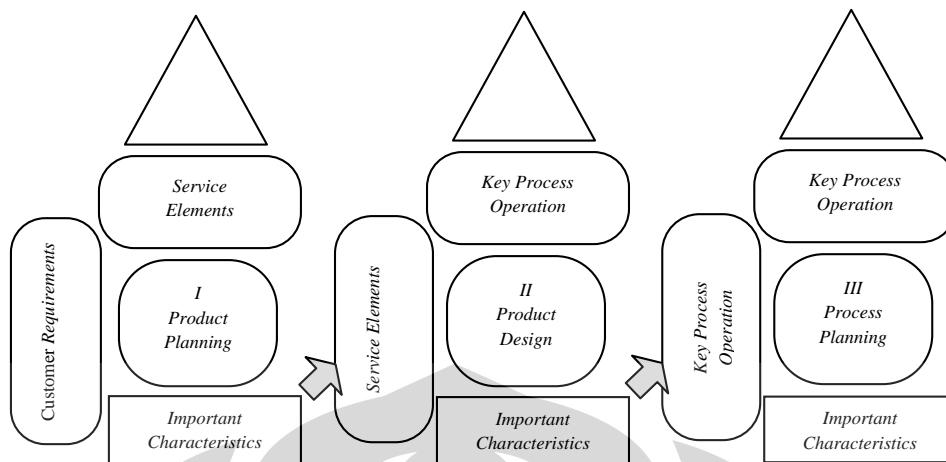 Service
Elements
Customer Requirements
I
Product
Planning
Important
Characteristics
Key Process
Operation
Service Elements
II
Product
Design
Important
Characteristics
Key Process
Operation
Key Process
Operation
III
Process
Planning
Important
Characteristics